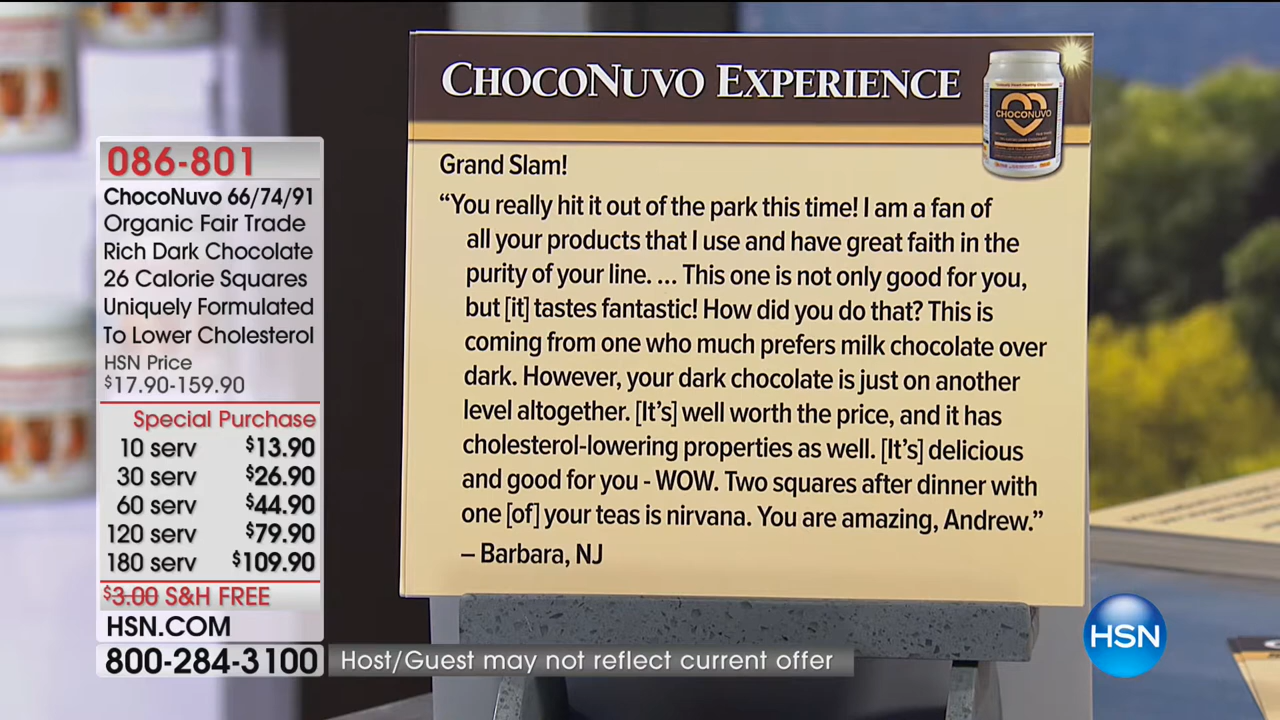 086-801
ChocoNuvo 66/74/91
Organic Fair Trade
Rich Dark Chocolate
26 Calorie Squares
Uniquely Formulated
To Lower Cholesterol
HSN Price
$17.90-159.90
Special Purchase
10 serv $13.90
30 serv $26.90
60 serv $44.90
120 serv $79.90
180 serv $109.90
$3.00 S&H FREE
HSN.COM
800-284-3100
Host/Guest may not reflect current offer
CHOCONUVO EXPERIENCE
CHOCONUVO
Grand Slam!
“You really hit it out of the park this time! I am a fan of
all your products that I use and have great faith in the
purity of your line. ... This one is not only good for you,
but [it] tastes fantastic! How did you do that? This is
coming from one who much prefers milk chocolate over
dark. However, your dark chocolate is just on another
level altogether. [It’s] well worth the price, and it has
cholesterol-lowering properties as well. [It’s] delicious
and good for you - WOW. Two squares after dinner with
one [of] your teas is nirvana. You are amazing, Andrew.”
– Barbara, NJ
HSN